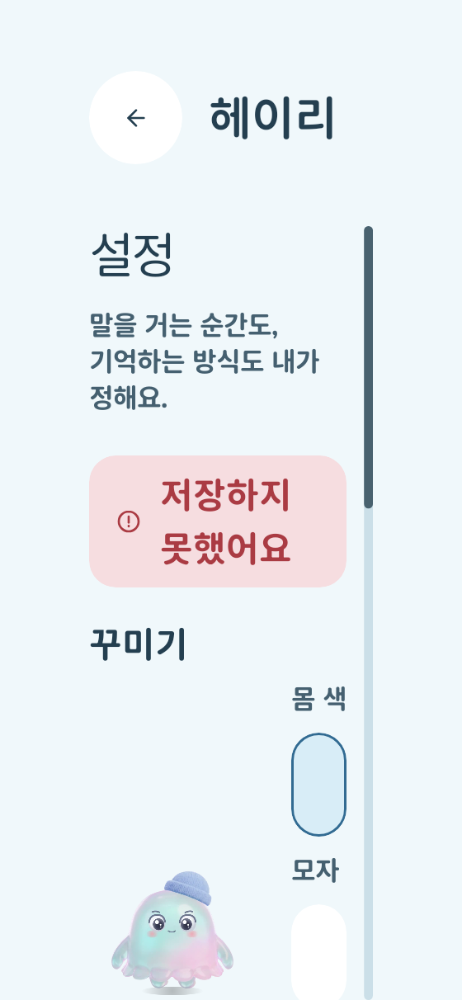 헤이리
설정
말을 거는 순간도,
기억하는 방식도 내가
정해요.
저장하지
못했어요
꾸미기
몸 색
모자